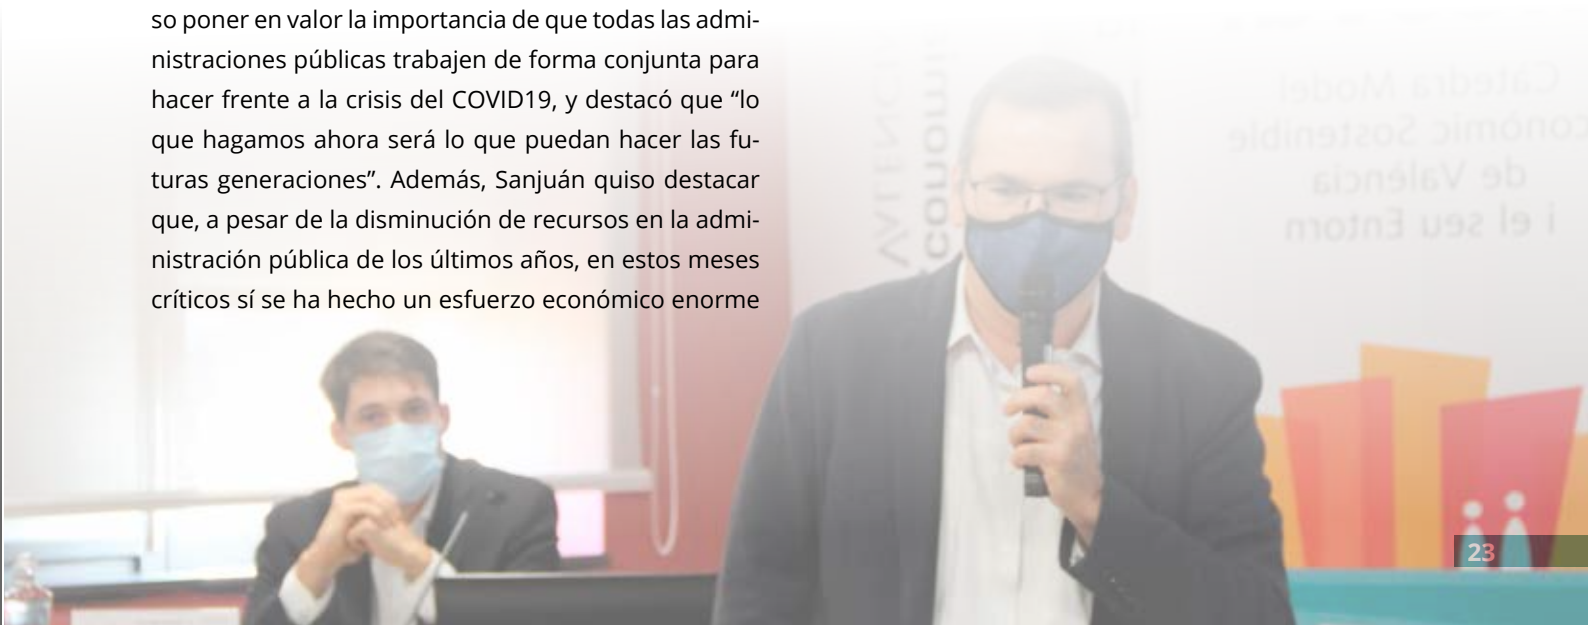 so poner en valor la importancia de que todas las admi-
nistraciones públicas trabajen de forma conjunta para
hacer frente a la crisis del COVID19, y destacó que “lo
que hagamos ahora será lo que puedan hacer las fu-
turas generaciones”. Además, Sanjuán quiso destacar
que, a pesar de la disminución de recursos en la admi-
nistración pública de los últimos años, en estos meses
críticos sí se ha hecho un esfuerzo económico enorme
Càtedra Model
conòmic Sostenible
de València
i el seu Entorn
VALÈNC
conomi
23